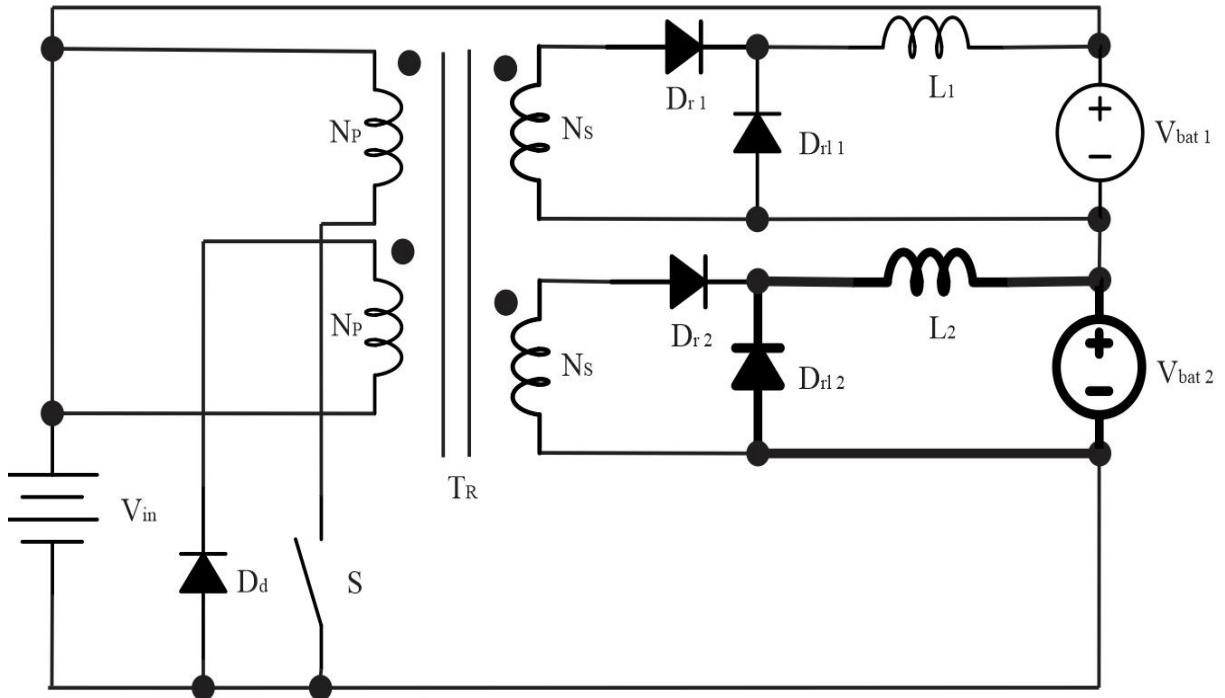 Dr 1
L1
NP
Ns
Drl 1
+
−
Vbat 1
NP
Ns
Dr 2
L2
Drl 2
+
−
Vbat 2
TR
Vin
Dd
S